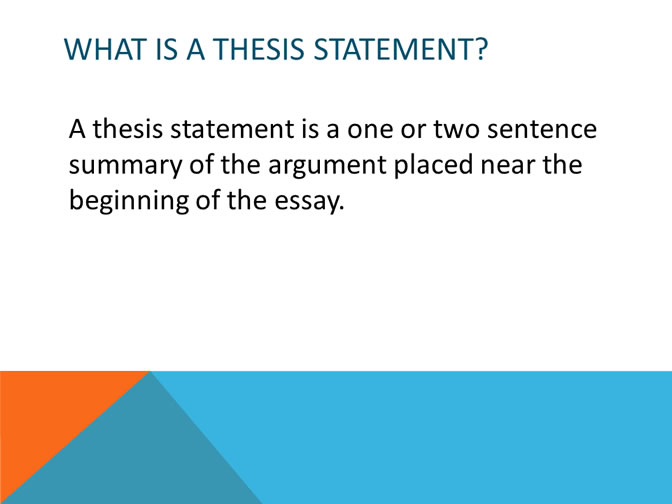 WHAT IS A THESIS STATEMENT?
A thesis statement is a one or two sentence
summary of the argument placed near the
beginning of the essay.